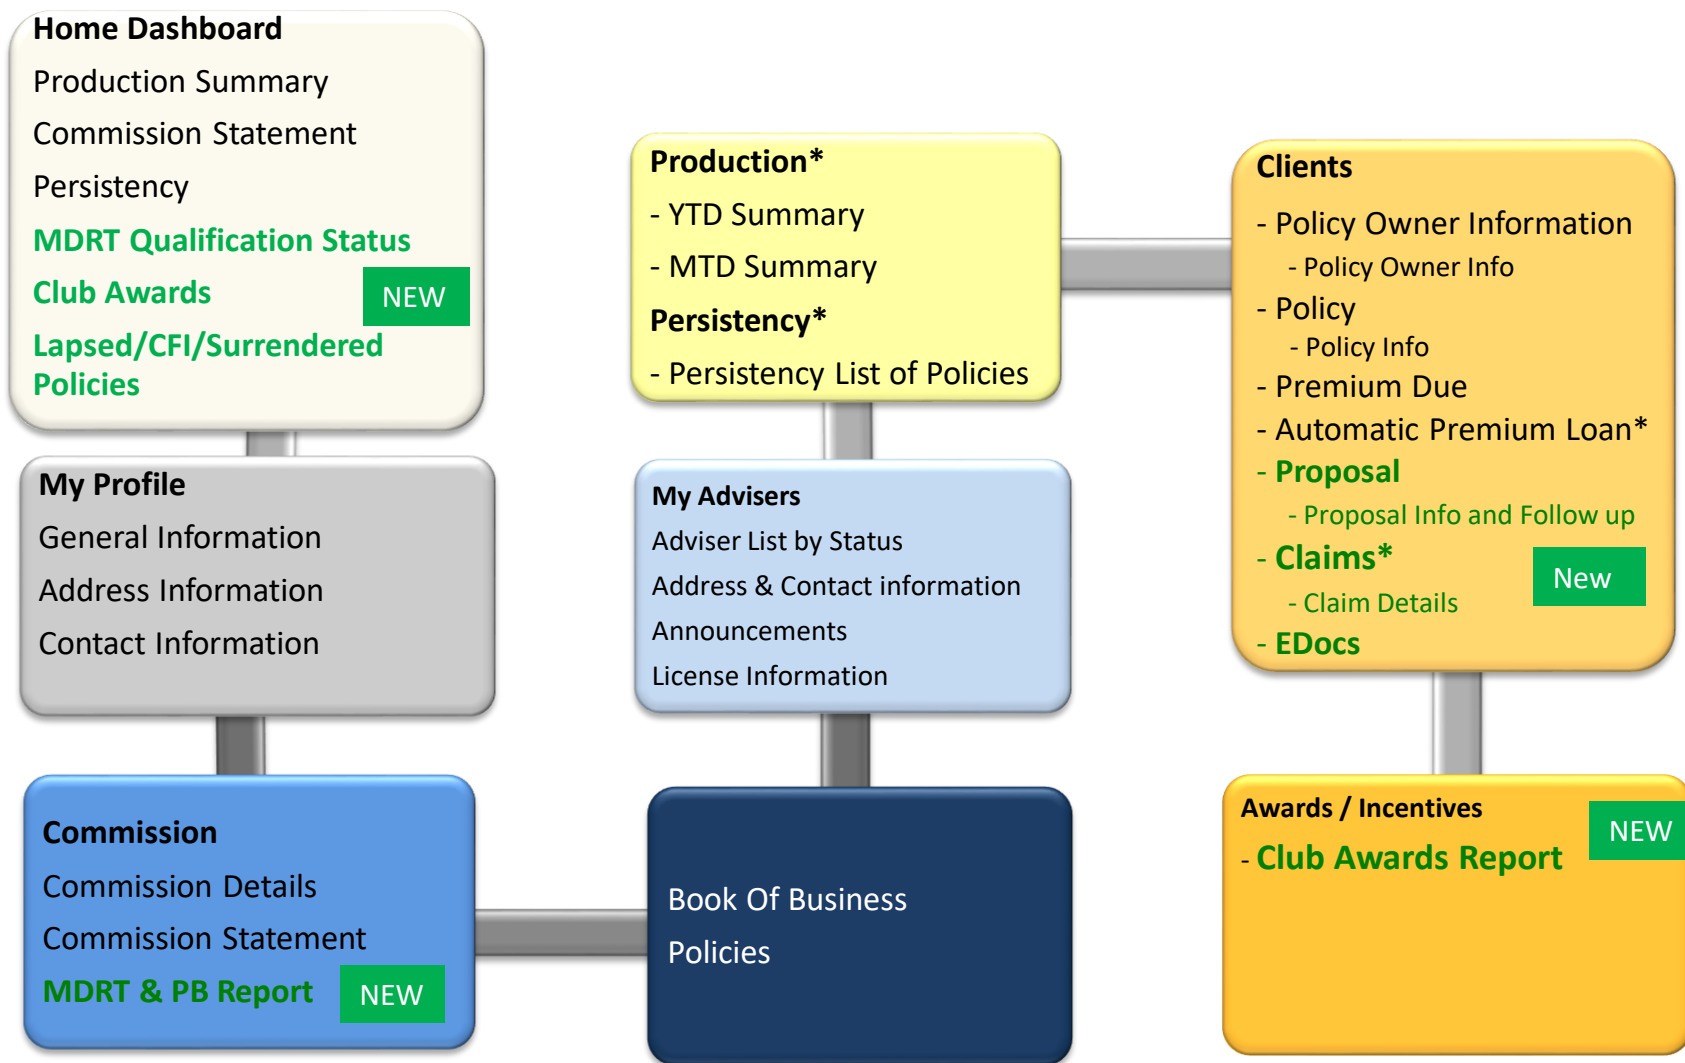 Home Dashboard
Production Summary
Commission Statement
Persistency
MDRT Qualification Status
Club Awards
NEW
Lapsed/CFI/Surrendered
Policies
My Profile
General Information
Address Information
Contact Information
Commission
Commission Details
Commission Statement
MDRT & PB Report
NEW
Book Of Business
Policies
My Advisers
Adviser List by Status
Address & Contact information
Announcements
License Information
Production*
- YTD Summary
- MTD Summary
Persistency*
- Persistency List of Policies
Clients
- Policy Owner Information
- Policy Owner Info
- Policy
- Policy Info
- Premium Due
- Automatic Premium Loan*
- Proposal
- Proposal Info and Follow up
- Claims*
New
- Claim Details
- EDocs
Awards / Incentives
NEW
- Club Awards Report